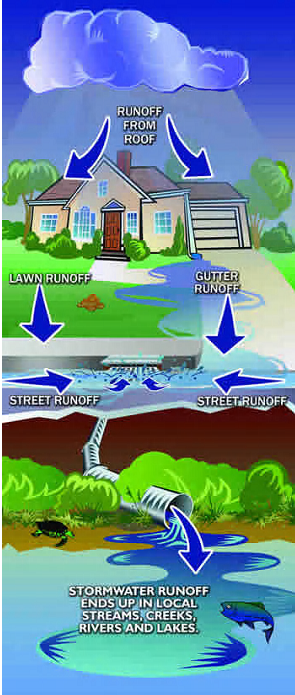 RUNOFF
FROM
ROOF
LAWN RUNOFF
GUTTER
RUNOFF
STREET RUNOFF
STREET RUNOFF
STORMWATER RUNOFF
ENDS UP IN LOCAL
STREAMS, CREEKS,
RIVERS AND LAKES.